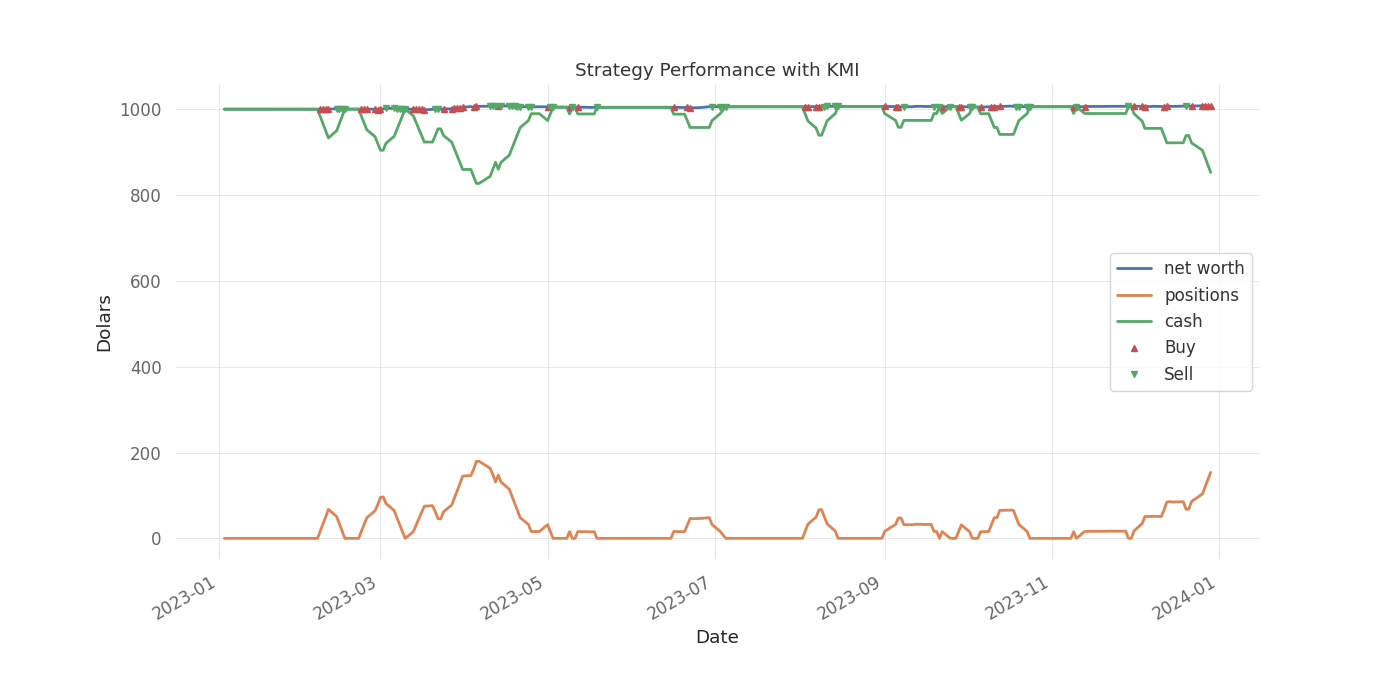 Strategy Performance with KMI
1000
800
600
400
200
0
Dolars
net worth
positions
cash
Buy
Sell
2023-01
2023-03
2023-05
2023-07
2023-09
2023-11
2024-01
Date